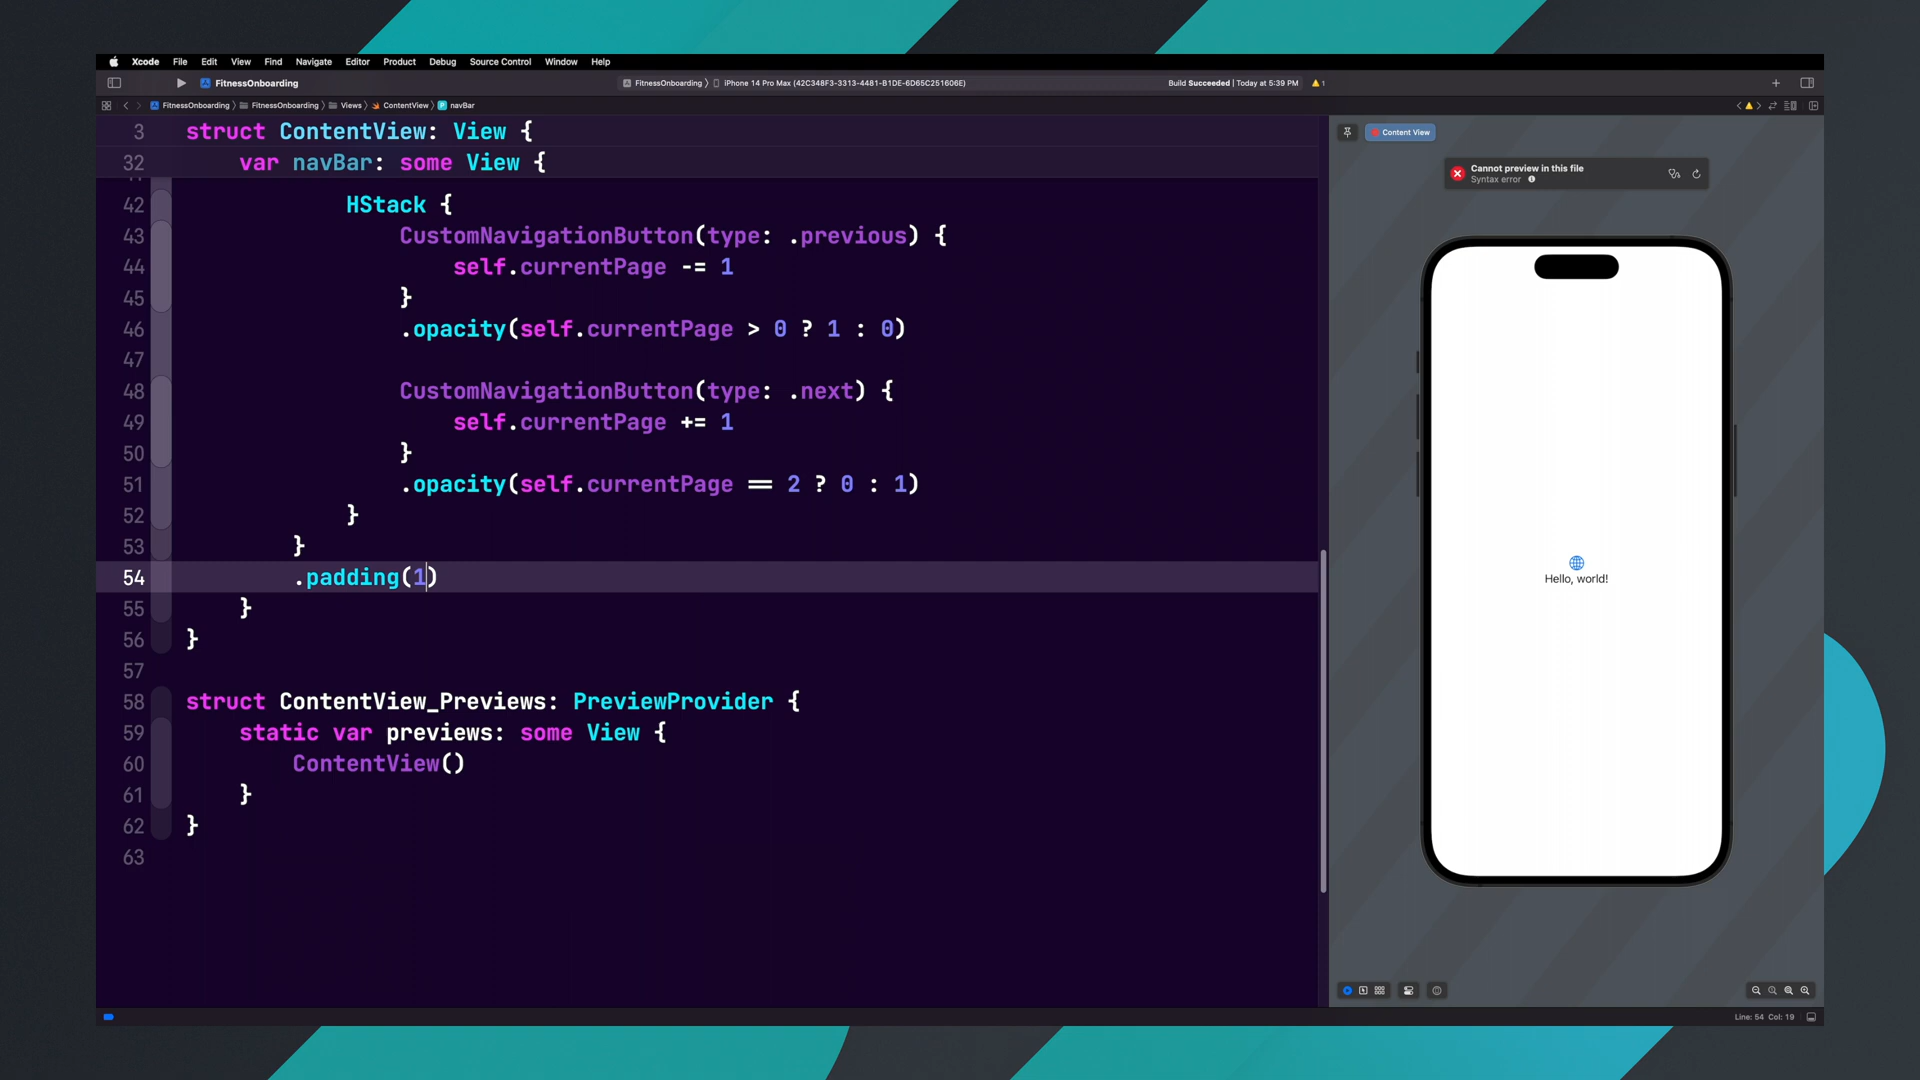 Xcode File Edit View Find Navigate Editor Product Debug Source Control Window Help
FitnessOnboarding
FitnessOnboarding iPhone 14 Pro Max (42C348F3-3313-4481-B1DE-6D65C251606E)
Build Succeeded | Today at 5:39 PM
1
FitnessOnboarding FitnessOnboarding Views ContentView navBar
3 struct ContentView: View {
32 var navBar: some View {
42 HStack {
43 CustomNavigationButton(type: .previous) {
44 self.currentPage -= 1
45 }
46 .opacity(self.currentPage > 0 ? 1 : 0)
47
48 CustomNavigationButton(type: .next) {
49 self.currentPage += 1
50 }
51 .opacity(self.currentPage == 2 ? 0 : 1)
52 }
53 }
54 .padding(1)
55 }
56 }
57
58 struct ContentView_Previews: PreviewProvider {
59 static var previews: some View {
60 ContentView()
61 }
62 }
63
Content View
Cannot preview in this file
Syntax error
Hello, world!
Line: 54 Col: 19